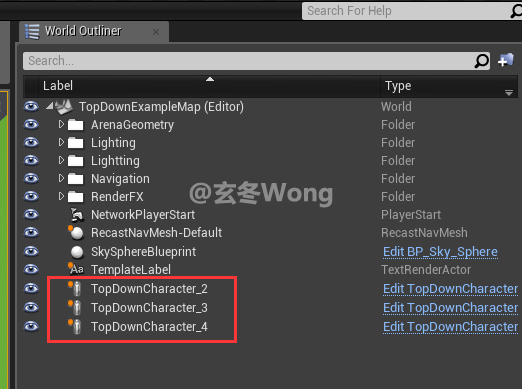 Search For Help
World Outliner
Search...
Label Type
TopDownExampleMap (Editor) World
ArenaGeometry Folder
Lighting Folder
Lightting Folder
Navigation Folder
RenderFX Folder
@玄冬Wong
NetworkPlayerStart PlayerStart
RecastNavMesh-Default RecastNavMesh
SkySphereBlueprint Edit BP_Sky_Sphere
TemplateLabel TextRenderActor
TopDownCharacter_2 Edit TopDownCharacter
TopDownCharacter_3 Edit TopDownCharacter
TopDownCharacter_4 Edit TopDownCharacter